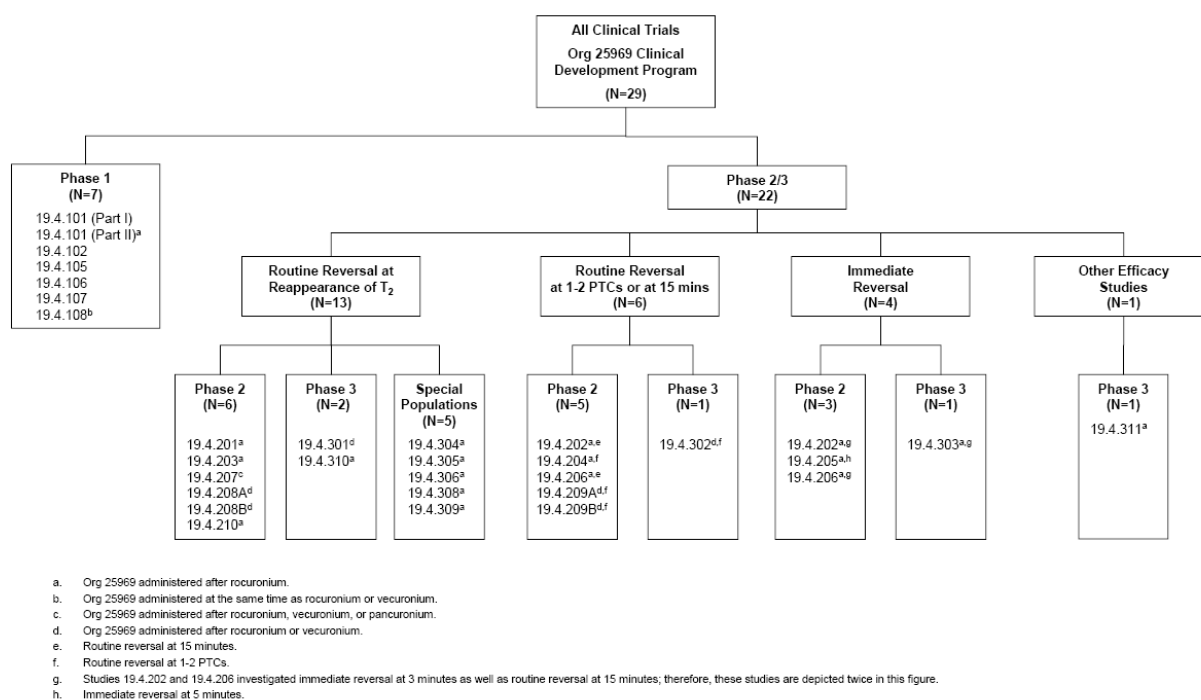 All Clinical Trials
Org 25969 Clinical
Development Program
(N=29)
Phase 1
(N=7)
19.4.101 (Part I)
19.4.101 (Part II)ᵃ
19.4.102
19.4.105
19.4.106
19.4.107
19.4.108ᵇ
Phase 2/3
(N=22)
Routine Reversal at
Reappearance of T₂
(N=13)
Routine Reversal
at 1-2 PTCs or at 15 mins
(N=6)
Immediate
Reversal
(N=4)
Other Efficacy
Studies
(N=1)
Phase 2
(N=6)
19.4.201ᵃ
19.4.203ᵃ
19.4.207ᶜ
19.4.208Aᵈ
19.4.208Bᵈ
19.4.210ᵃ
Phase 3
(N=2)
19.4.301ᵈ
19.4.310ᵃ
Special
Populations
(N=5)
19.4.304ᵃ
19.4.305ᵃ
19.4.306ᵃ
19.4.308ᵃ
19.4.309ᵃ
Phase 2
(N=5)
19.4.202ᵃ,ᵉ
19.4.204ᵃ,ᶠ
19.4.206ᵃ,ᵉ
19.4.209Aᵈ,ᶠ
19.4.209Bᵈ,ᶠ
Phase 3
(N=1)
19.4.302ᵈ,ᶠ
Phase 2
(N=3)
19.4.202ᵃ,ᵍ
19.4.205ᵃ,ʰ
19.4.206ᵃ,ᵍ
Phase 3
(N=1)
19.4.303ᵃ,ᵍ
Phase 3
(N=1)
19.4.311ᵃ
a. Org 25969 administered after rocuronium.
b. Org 25969 administered at the same time as rocuronium or vecuronium.
c. Org 25969 administered after rocuronium, vecuronium, or pancuronium.
d. Org 25969 administered after rocuronium or vecuronium.
e. Routine reversal at 15 minutes.
f. Routine reversal at 1-2 PTCs.
g. Studies 19.4.202 and 19.4.206 investigated immediate reversal at 3 minutes as well as routine reversal at 15 minutes; therefore, these studies are depicted twice in this figure.
h. Immediate reversal at 5 minutes.